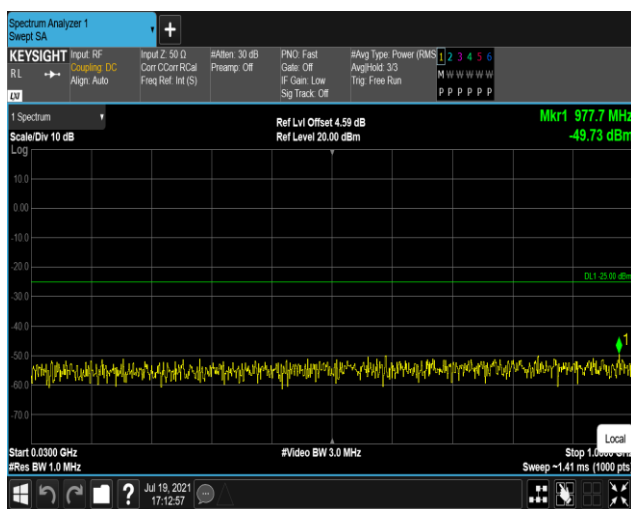 Spectrum Analyzer 1
Swept SA
+
KEYSIGHT Input: RF Input Z: 50 Ω #Atten: 30 dB PNO: Fast #Avg Type: Power (RMS 1 2 3 4 5 6
RL Coupling: DC Corr CCorr RCal Preamp: Off Gate: Off Avg|Hold: 3/3 M W W W W W
Align: Auto Freq Ref: Int (S) IF Gain: Low Trig: Free Run
Sig Track: Off P P P P P P
LXI
1 Spectrum Ref Lvl Offset 4.59 dB Mkr1 977.7 MHz
Scale/Div 10 dB Ref Level 20.00 dBm -49.73 dBm
Log
10.0
0.00
-10.0
-20.0
DL1 -25.00 dBm
-30.0
-40.0
1
-50.0
-60.0
-70.0
Local
Start 0.0300 GHz #Video BW 3.0 MHz Stop
#Res BW 1.0 MHz Sweep ~1.41 ms (1000 pts)
? Jul 19, 2021
17:12:57